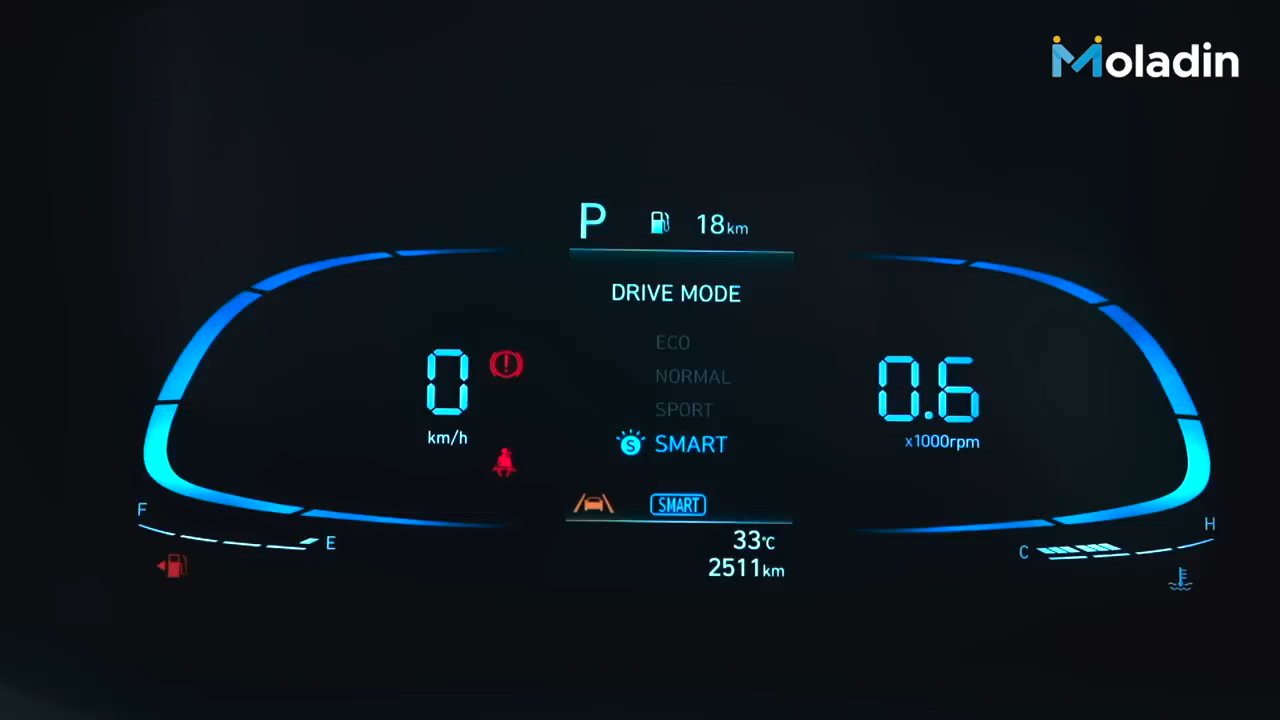 Moladin
P 18km
DRIVE MODE
ECO
NORMAL
SPORT
S SMART
0
km/h
0.6
x1000rpm
SMART
F
E
33°C
2511km
C
H